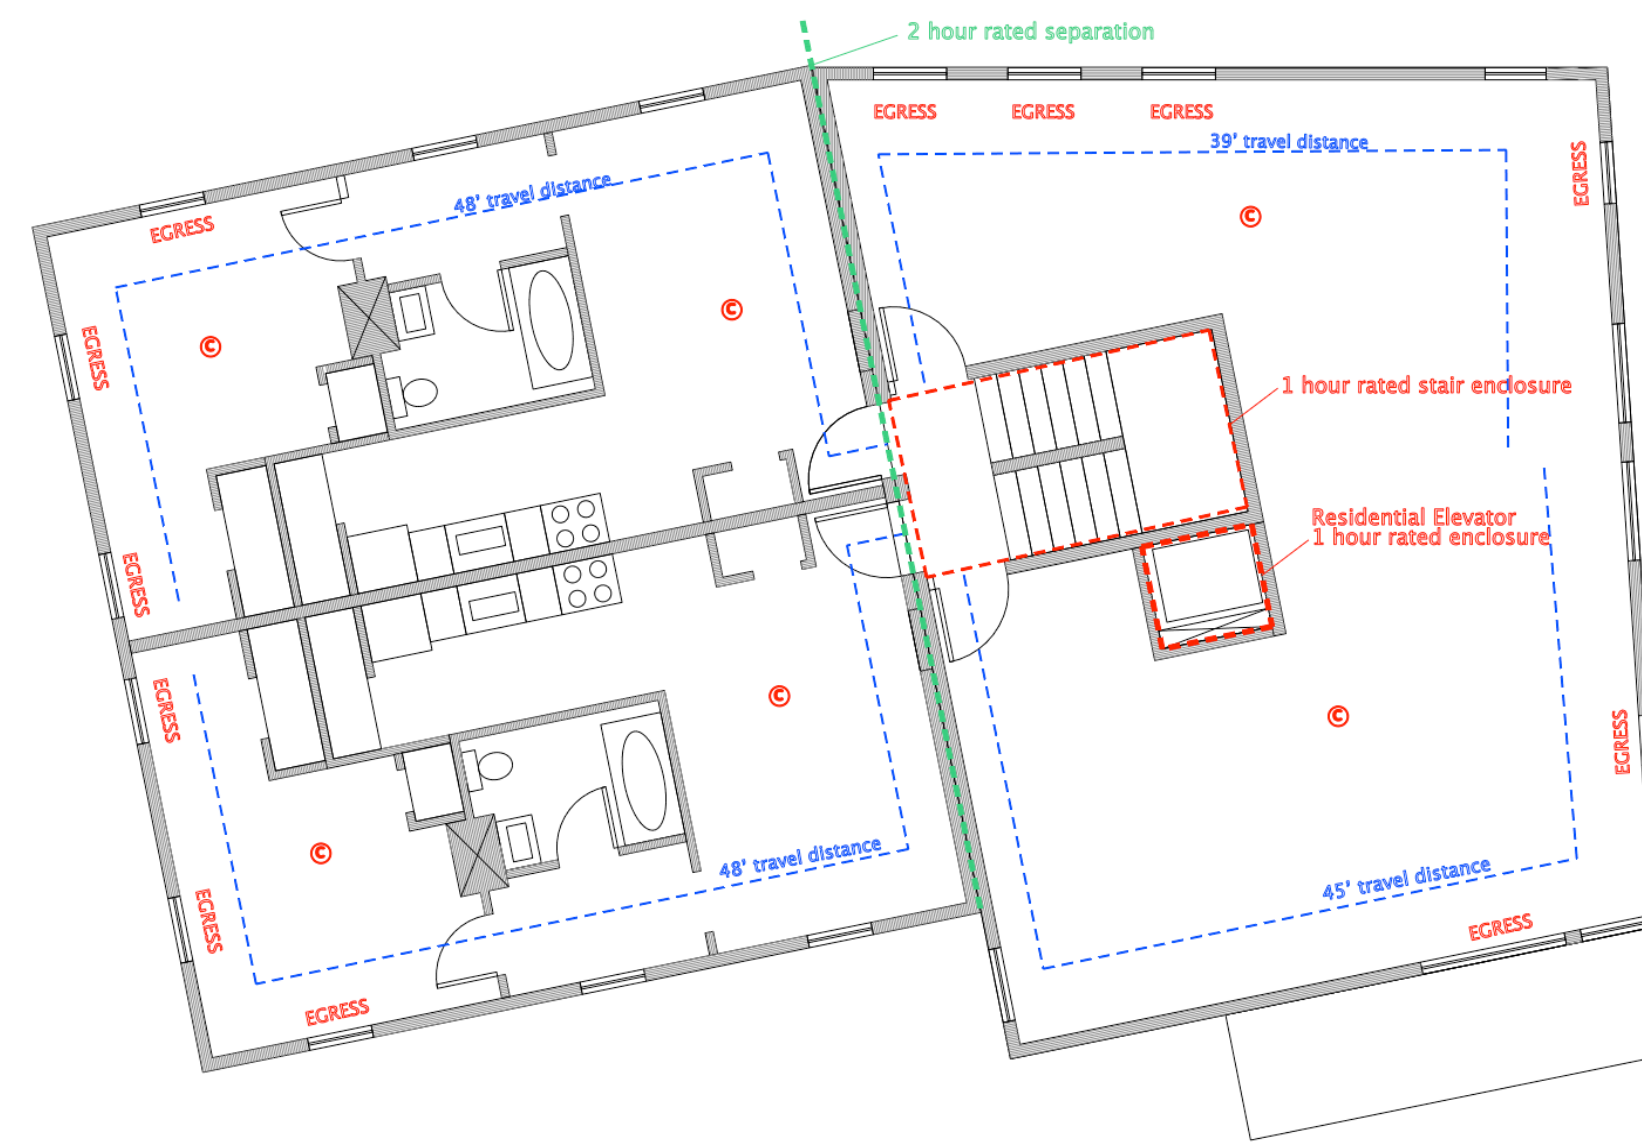 2 hour rated separation
EGRESS
EGRESS
EGRESS
39' travel distance
EGRESS
48' travel distance
EGRESS
©
©
©
EGRESS
1 hour rated stair enclosure
Residential Elevator
1 hour rated enclosure
EGRESS
EGRESS
©
©
EGRESS
©
48' travel distance
45' travel distance
EGRESS
EGRESS
EGRESS